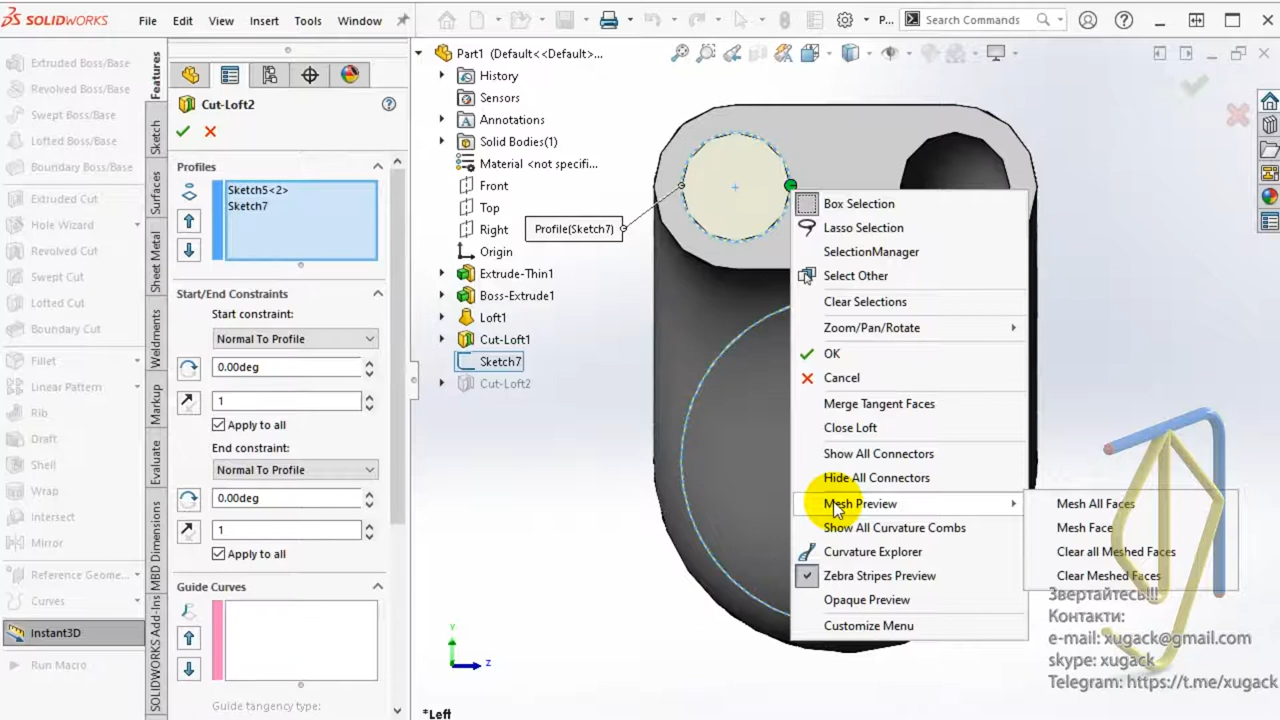 SOLIDWORKS
File
Edit
View
Insert
Tools
Window
P...
Search Commands
Extruded Boss/Base
Revolved Boss/Base
Swept Boss/Base
Lofted Boss/Base
Boundary Boss/Base
Extruded Cut
Hole Wizard
Revolved Cut
Swept Cut
Lofted Cut
Boundary Cut
Fillet
Linear Pattern
Rib
Draft
Shell
Wrap
Intersect
Mirror
Reference Geome...
Curves
Instant3D
Run Macro
Features
Sketch
Surfaces
Sheet Metal
Weldments
Markup
Evaluate
MBD Dimensions
SOLIDWORKS Add-Ins
Cut-Loft2
Profiles
Sketch5<2>
Sketch7
Start/End Constraints
Start constraint:
Normal To Profile
0.00deg
1
Apply to all
End constraint:
Normal To Profile
0.00deg
1
Apply to all
Guide Curves
Guide tangency type:
Part1 (Default<<Default>...
History
Sensors
Annotations
Solid Bodies(1)
Material <not specifi...
Front
Top
Right
Origin
Extrude-Thin1
Boss-Extrude1
Loft1
Cut-Loft1
Sketch7
Cut-Loft2
Profile(Sketch7)
Box Selection
Lasso Selection
SelectionManager
Select Other
Clear Selections
Zoom/Pan/Rotate
OK
Cancel
Merge Tangent Faces
Close Loft
Show All Connectors
Hide All Connectors
Mesh Preview
Show All Curvature Combs
Curvature Explorer
Zebra Stripes Preview
Opaque Preview
Customize Menu
Mesh All Faces
Mesh Face
Clear all Meshed Faces
Clear Meshed Faces
Звертайтесь!!!
Контакти:
e-mail: xugack@gmail.com
skype: xugack
Telegram: https://t.me/xugack
Y
Z
*Left